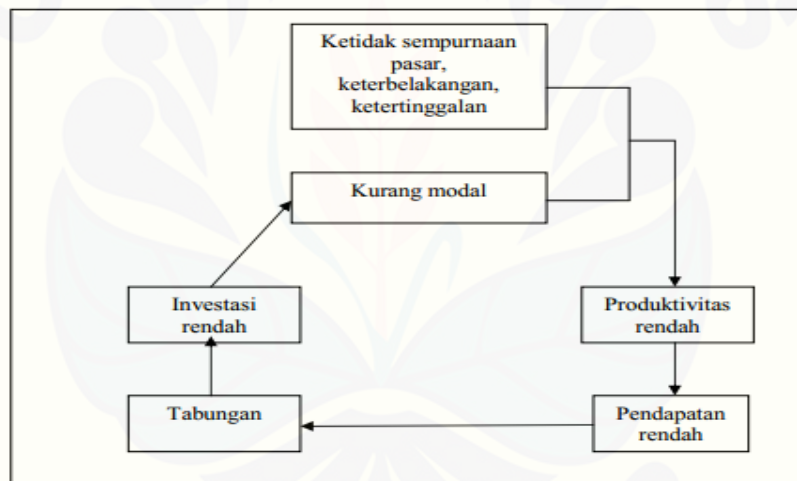 Ketidak sempurnaan
pasar,
keterbelakangan,
ketertinggalan
Kurang modal
Investasi
rendah
Produktivitas
rendah
Tabungan
Pendapatan
rendah